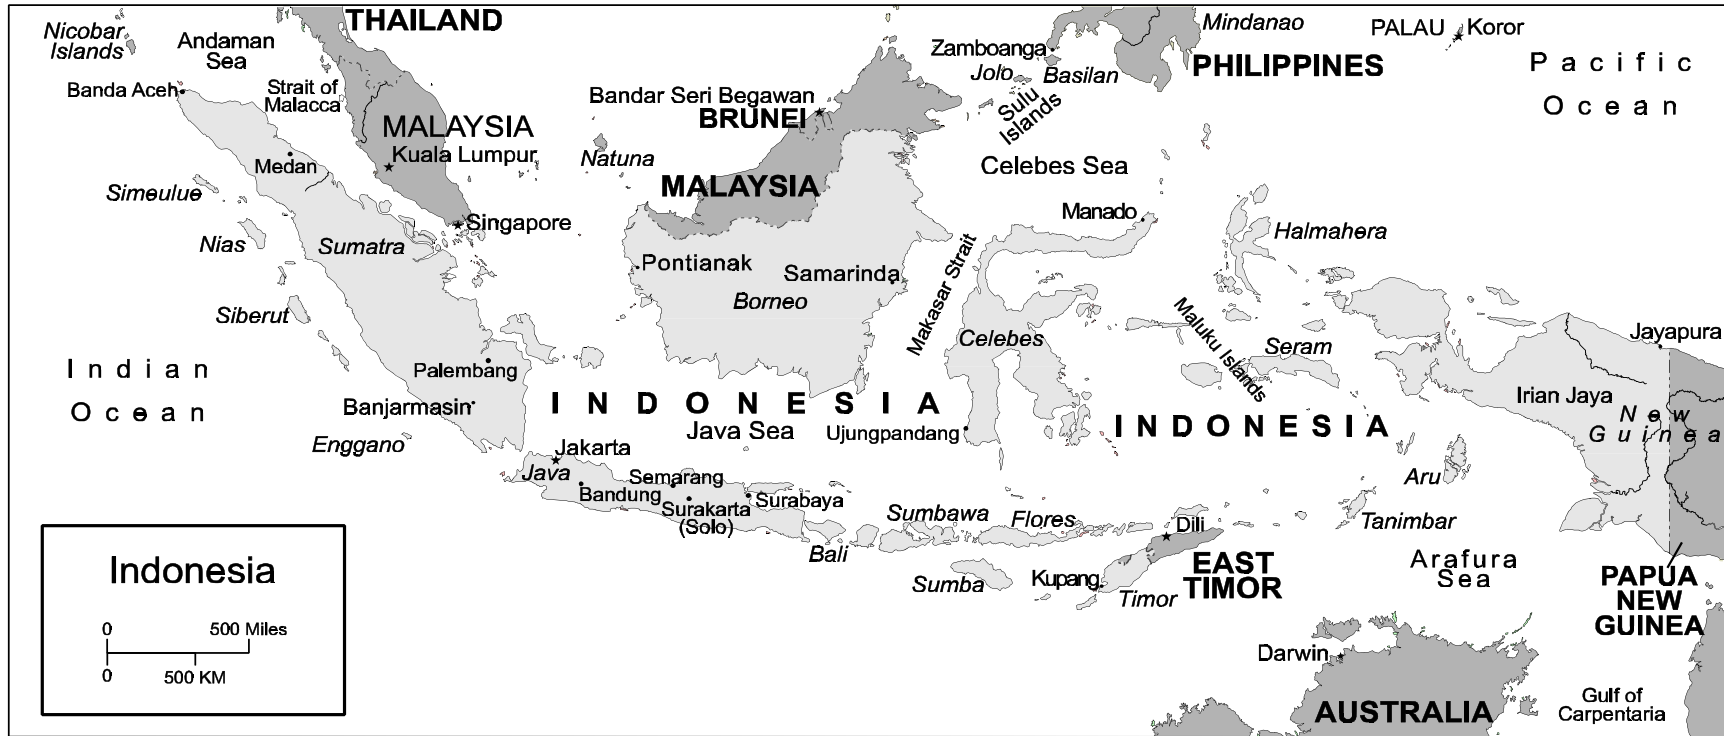 THAILAND
Nicobar
Islands
Andaman
Sea
Banda Aceh
Strait of
Malacca
MALAYSIA
Kuala Lumpur
Medan
Simeulue
Singapore
Nias
Sumatra
Siberut
Indian
Ocean
Palembang
Banjarmasin
Enggano
Bandar Seri Begawan
BRUNEI
Natuna
MALAYSIA
Pontianak
Samarinda
Borneo
Zamboanga
Jolo
Basilan
Sulu
Islands
Mindanao
PHILIPPINES
PALAU
Koror
Pacific
Ocean
Celebes Sea
Manado
Makasar Strait
Celebes
Halmahera
Maluku Islands
Seram
Jayapura
Irian Jaya
New
Guinea
INDONESIA
Java Sea
Ujungpandang
INDONESIA
Jakarta
Java
Bandung
Semarang
Surakarta
(Solo)
Surabaya
Bali
Sumbawa
Flores
Sumba
Kupang
Timor
Dili
EAST
TIMOR
Aru
Tanimbar
Arafura
Sea
PAPUA
NEW
GUINEA
Darwin
AUSTRALIA
Gulf of
Carpentaria
Indonesia
0 500 Miles
0 500 KM